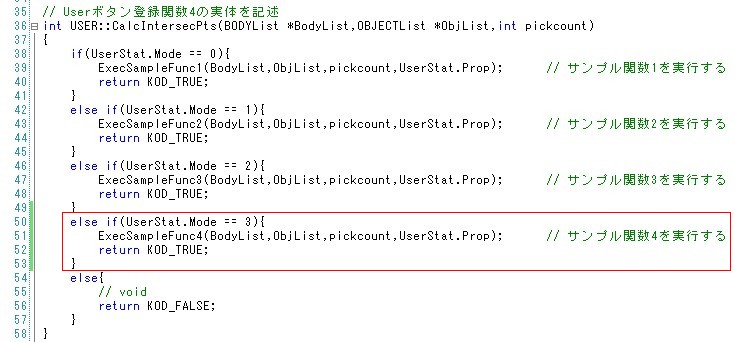 35 // Userボタン登録関数4の実体を記述
36 int USER::CalcIntersecPts(BODYList *BodyList,OBJECTList *ObjList,int pickcount)
37 {
38     if(UserStat.Mode == 0){
39         ExecSampleFunc1(BodyList,ObjList,pickcount,UserStat.Prop);      // サンプル関数1を実行する
40         return KOD_TRUE;
41     }
42     else if(UserStat.Mode == 1){
43         ExecSampleFunc2(BodyList,ObjList,pickcount,UserStat.Prop);      // サンプル関数2を実行する
44         return KOD_TRUE;
45     }
46     else if(UserStat.Mode == 2){
47         ExecSampleFunc3(BodyList,ObjList,pickcount,UserStat.Prop);      // サンプル関数3を実行する
48         return KOD_TRUE;
49     }
50     else if(UserStat.Mode == 3){
51         ExecSampleFunc4(BodyList,ObjList,pickcount,UserStat.Prop);      // サンプル関数4を実行する
52         return KOD_TRUE;
53     }
54     else{
55         // void
56         return KOD_FALSE;
57     }
58 }